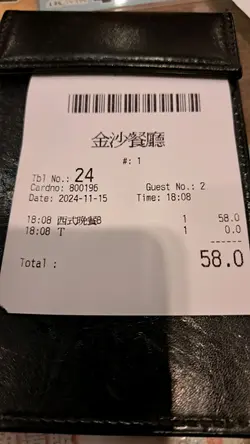 金沙餐廳
#: 1
Tbl No.: 24
Cardno: 800196 Guest No.: 2
Date: 2024-11-15 Time: 18:08
18:08 西式晚餐B 1 58.0
18:08 T 1 0.0
-----
Total : 58.0